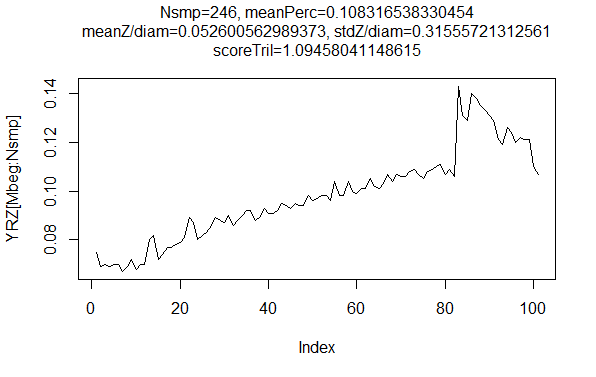 Nsmp=246, meanPerc=0.108316538330454
meanZ/diam=0.052600562989373, stdZ/diam=0.31555721312561
scoreTril=1.09458041148615
YRZ[Mbeg:Nsmp]
0.14
0.12
0.10
0.08
0 20 40 60 80 100
Index